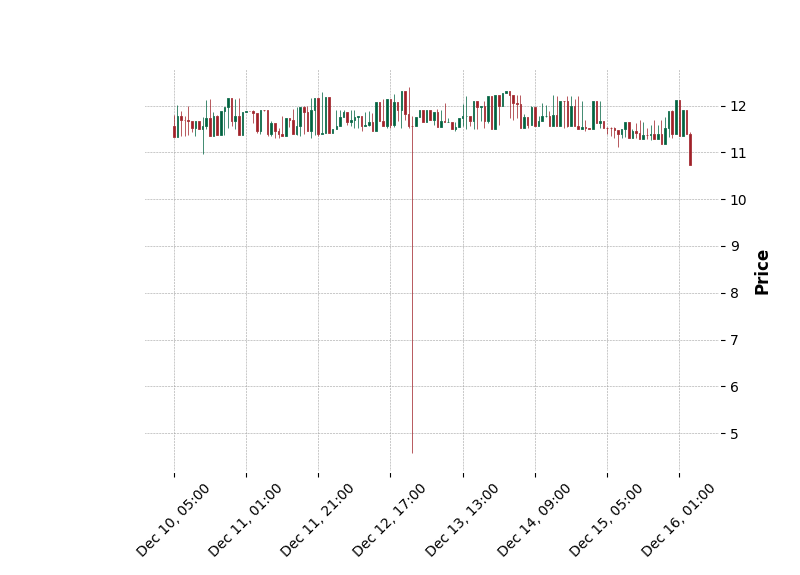 12
11
10
9
8
7
6
5
Price
Dec 10, 05:00
Dec 11, 01:00
Dec 11, 21:00
Dec 12, 17:00
Dec 13, 13:00
Dec 14, 09:00
Dec 15, 05:00
Dec 16, 01:00